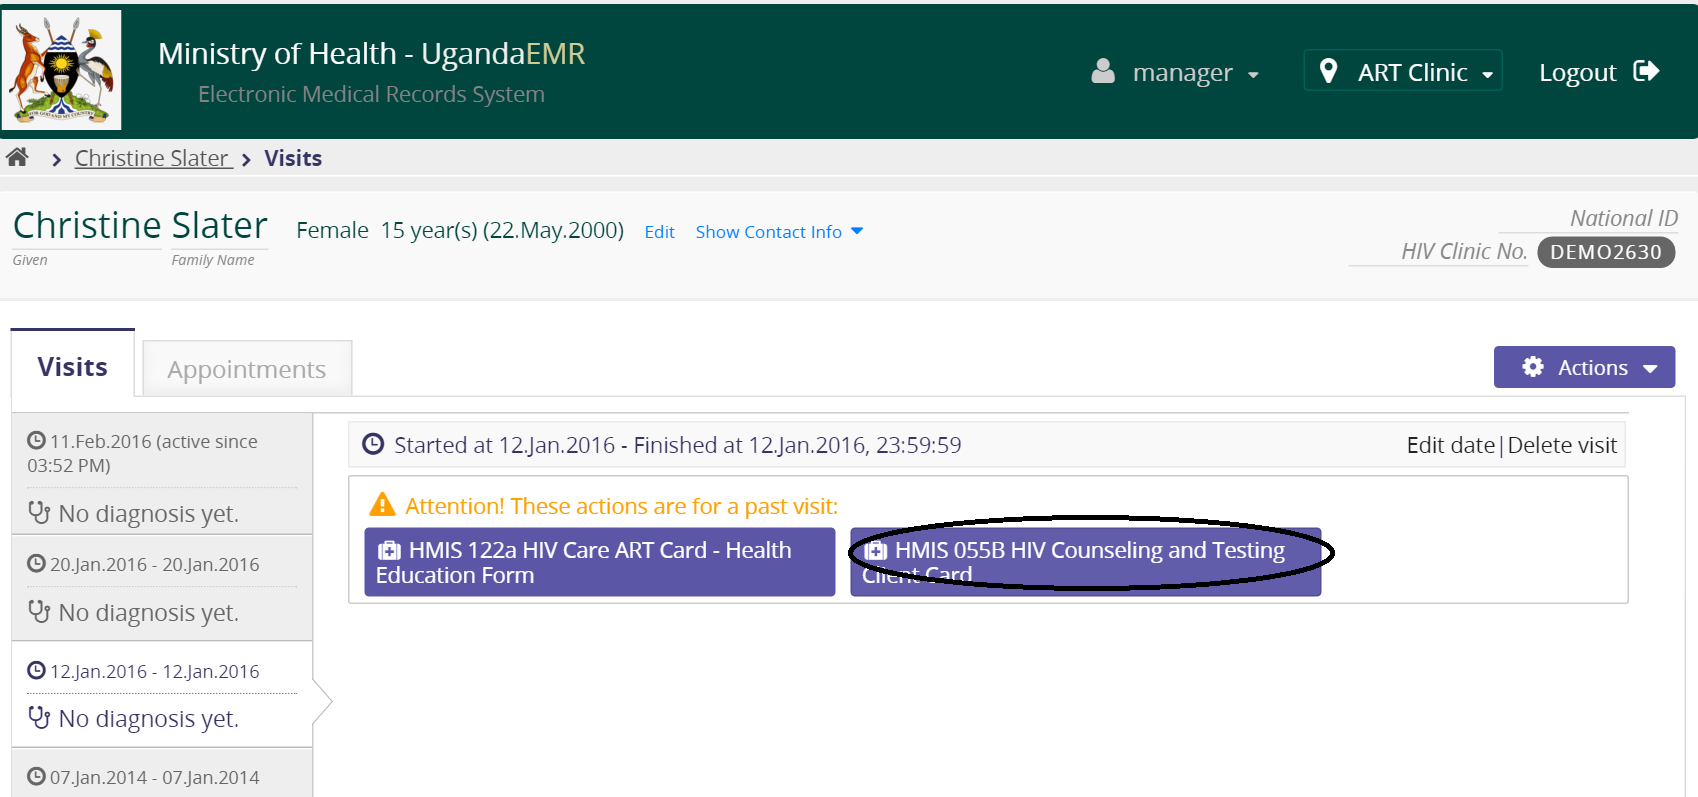 Ministry of Health - UgandaEMR
Electronic Medical Records System
manager
ART Clinic
Logout
FOR GOD AND MY COUNTRY
Christine Slater
Visits
Christine Slater
Given
Family Name
Female 15 year(s) (22.May.2000)
Edit
Show Contact Info
National ID
HIV Clinic No. DEMO2630
Visits
Appointments
Actions
11.Feb.2016 (active since
03:52 PM)
No diagnosis yet.
20.Jan.2016 - 20.Jan.2016
No diagnosis yet.
12.Jan.2016 - 12.Jan.2016
No diagnosis yet.
07.Jan.2014 - 07.Jan.2014
Started at 12.Jan.2016 - Finished at 12.Jan.2016, 23:59:59
Edit date|Delete visit
Attention! These actions are for a past visit:
HMIS 122a HIV Care ART Card - Health
Education Form
HMIS 055B HIV Counseling and Testing
Client Card